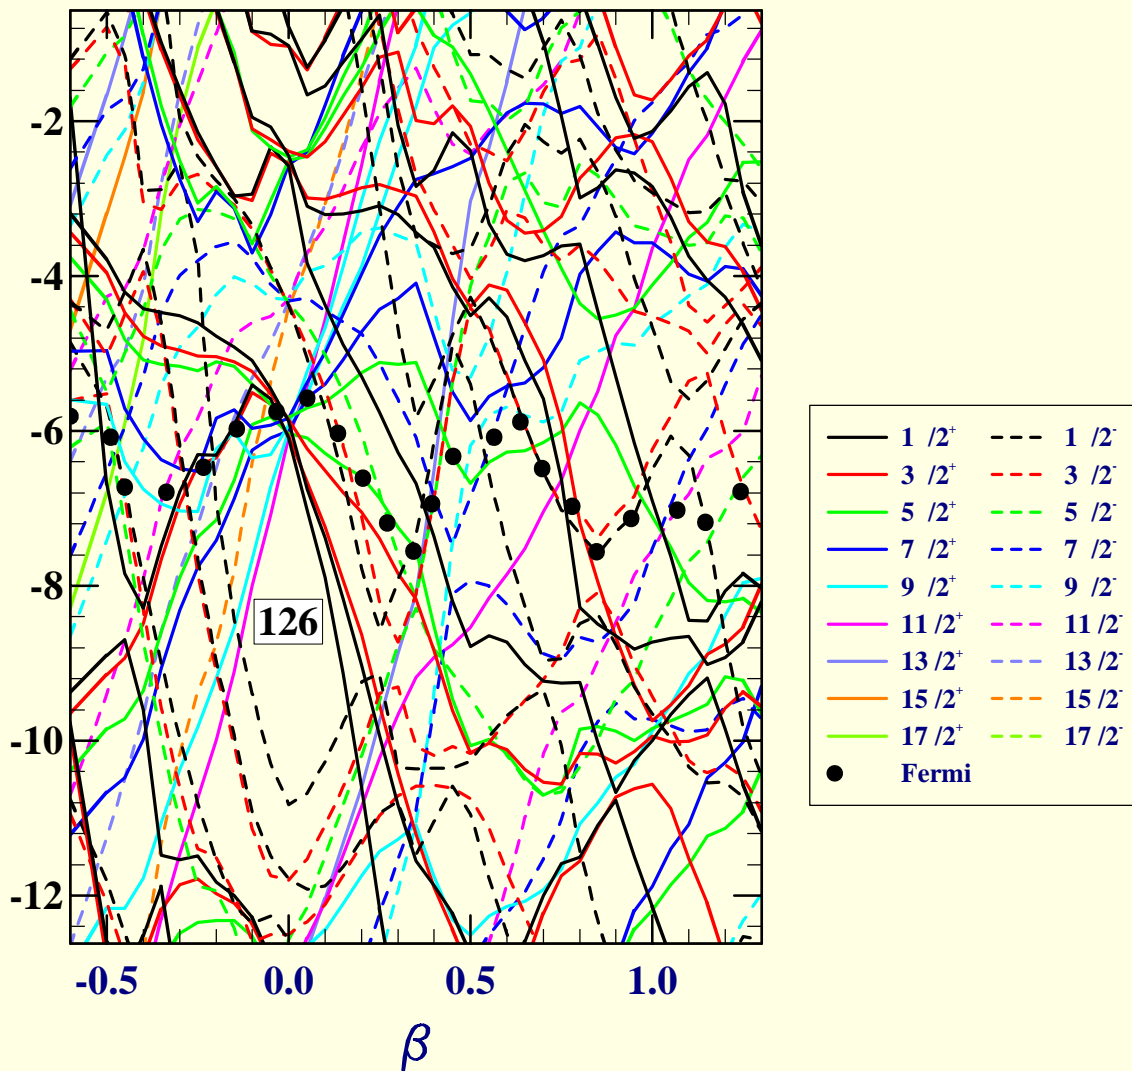 -2
-4
-6
-8
-10
-12
126
-0.5 0.0 0.5 1.0
β
1 /2⁺ 1 /2⁻
3 /2⁺ 3 /2⁻
5 /2⁺ 5 /2⁻
7 /2⁺ 7 /2⁻
9 /2⁺ 9 /2⁻
11 /2⁺ 11 /2⁻
13 /2⁺ 13 /2⁻
15 /2⁺ 15 /2⁻
17 /2⁺ 17 /2⁻
Fermi